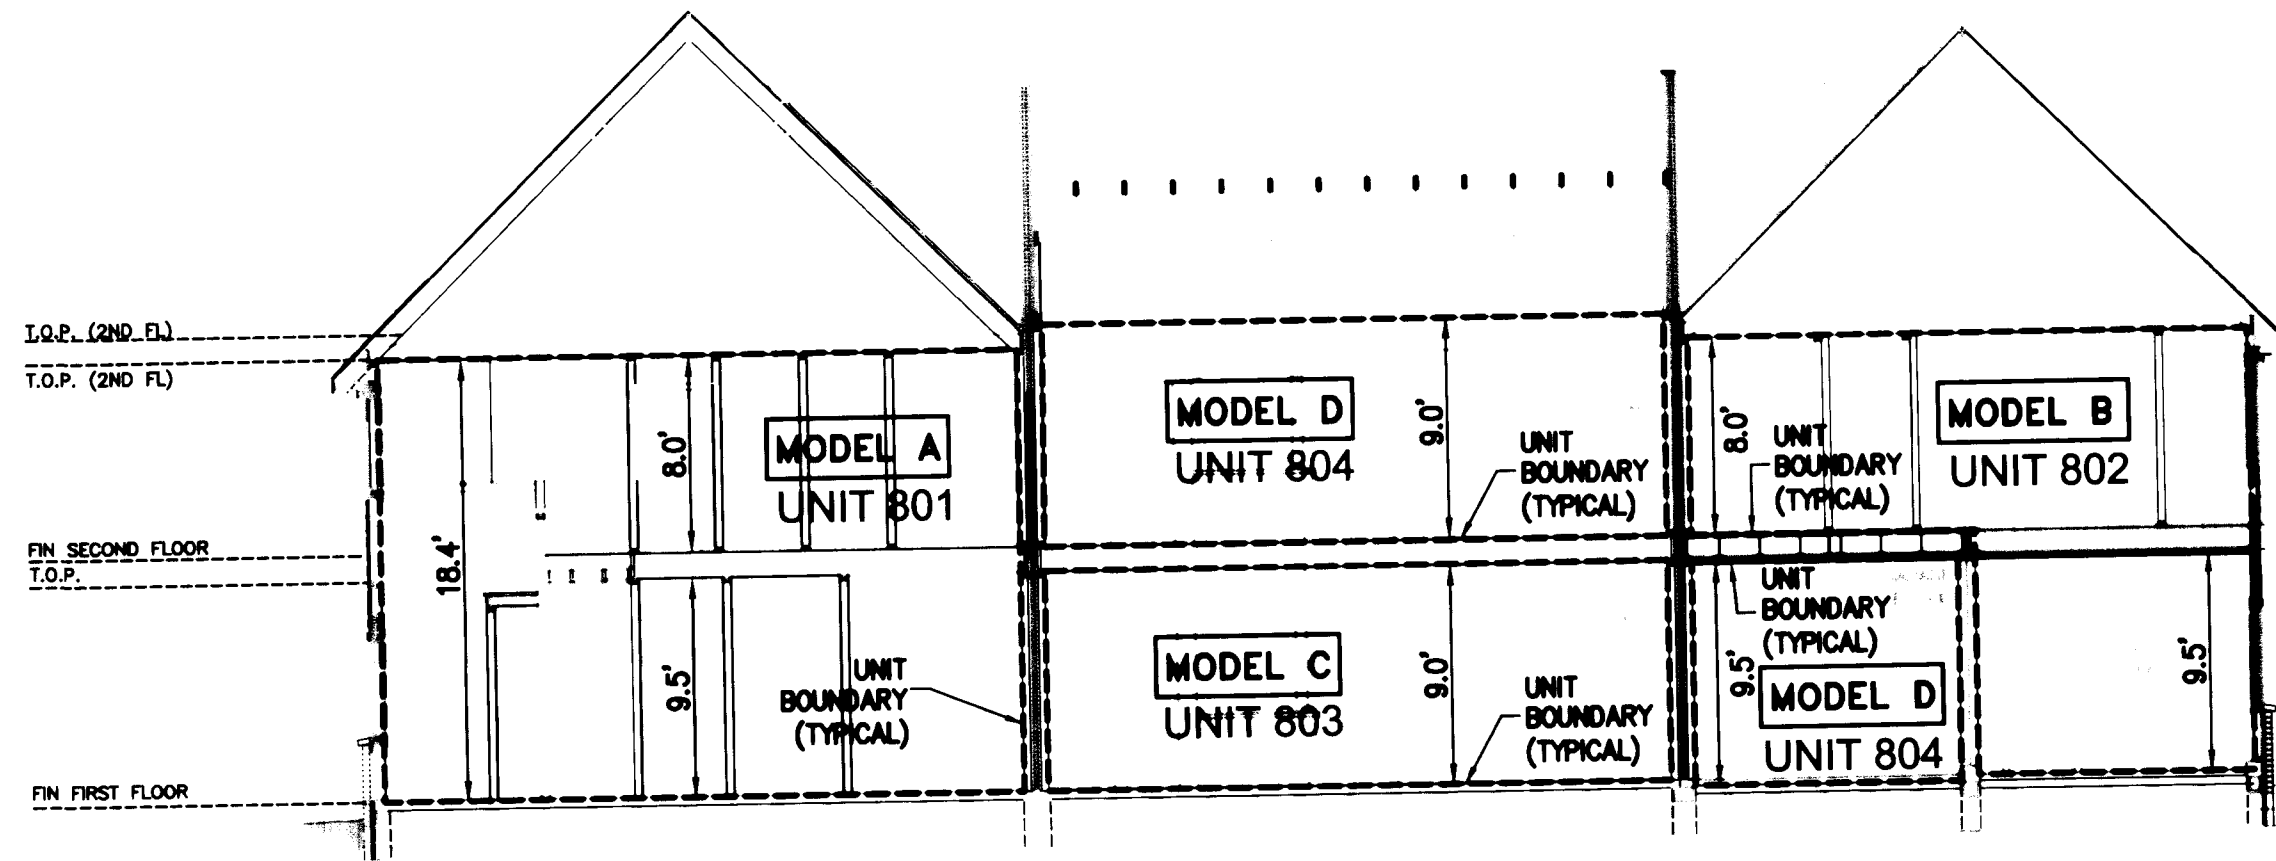 T.O.P. (2ND FL)
T.O.P. (2ND FL)
FIN SECOND FLOOR
T.O.P.
FIN FIRST FLOOR
18.4'
8.0'
9.5'
MODEL A
UNIT 801
UNIT
BOUNDARY
(TYPICAL)
MODEL D
UNIT 804
9.0'
UNIT
BOUNDARY
(TYPICAL)
MODEL C
UNIT 803
9.0'
UNIT
BOUNDARY
(TYPICAL)
8.0'
UNIT
BOUNDARY
(TYPICAL)
MODEL B
UNIT 802
UNIT
BOUNDARY
(TYPICAL)
9.5'
MODEL D
UNIT 804
9.5'